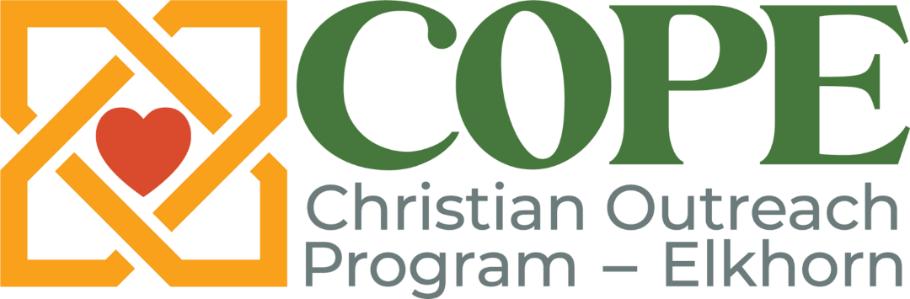 COPE
Christian Outreach
Program – Elkhorn